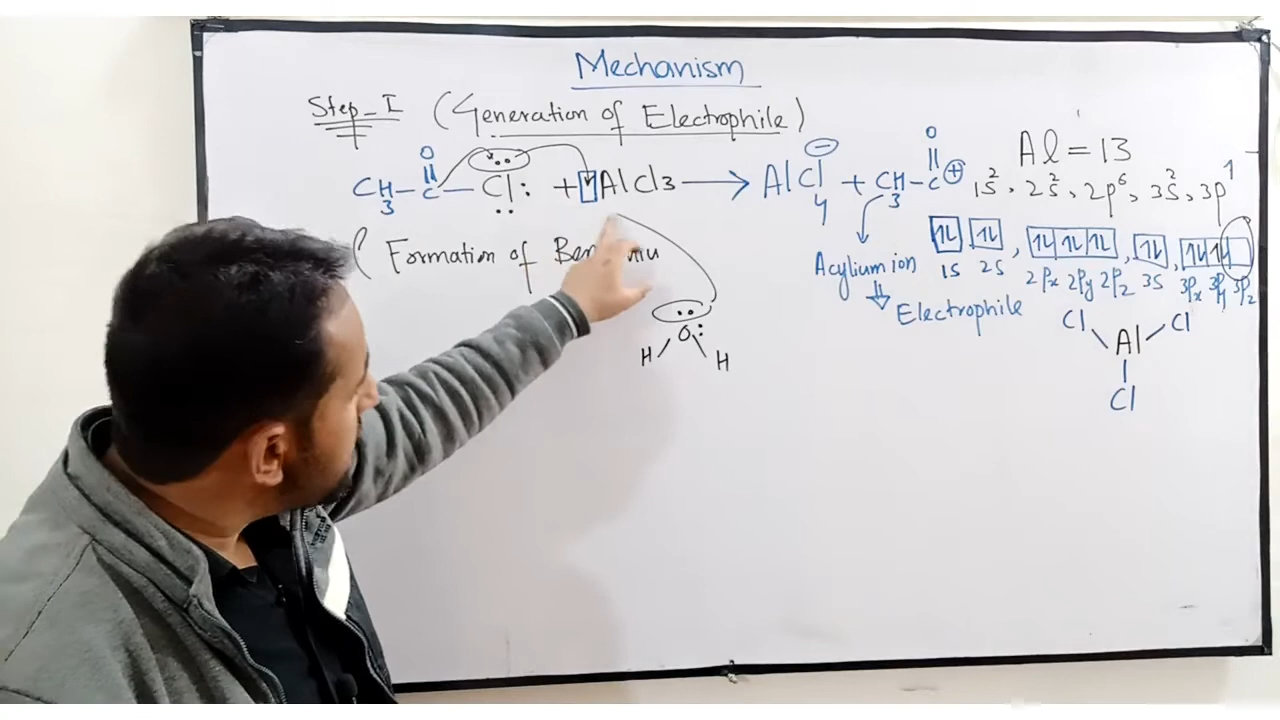 Mechanism
Step-I (Generation of Electrophile)
CH3-C(=O)-Cl: + AlCl3 → AlCl4⊖ + CH3-C(=O)⊕
Al = 13
1s², 2s², 2p⁶, 3s², 3p¹
1s 2s 2px 2py 2pz 3s 3px 3py 3pz
(Formation of
Acylium ion
⇓ Electrophile
O:
H H
Cl Cl
Al
Cl